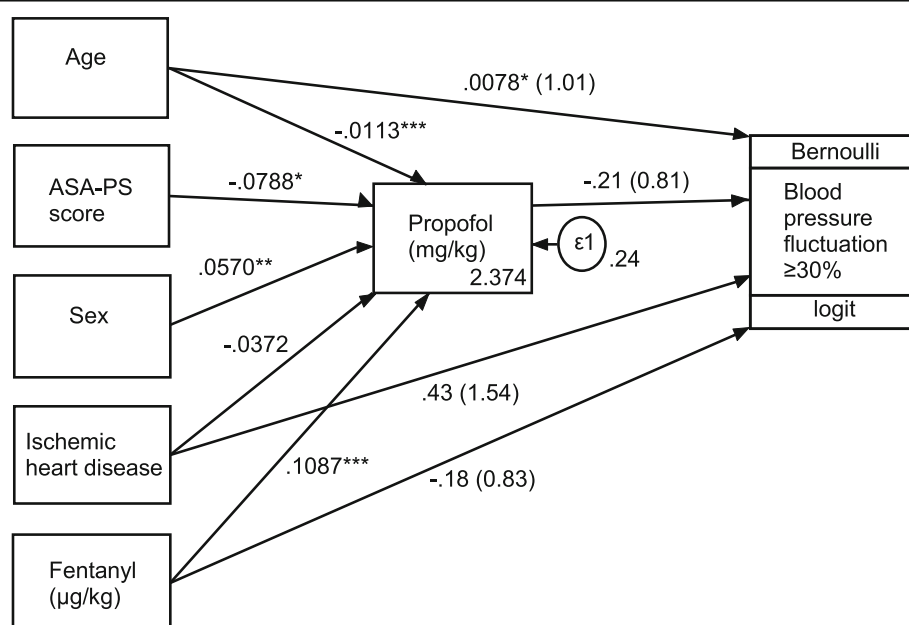 Age
.0078* (1.01)
-.0113***
Bernoulli
ASA-PS
score
-.0788*
-.21 (0.81)
Propofol
(mg/kg)
2.374
ε1
.24
Blood
pressure
fluctuation
≥30%
logit
.0570**
Sex
-.0372
.43 (1.54)
Ischemic
heart disease
.1087***
-.18 (0.83)
Fentanyl
(µg/kg)